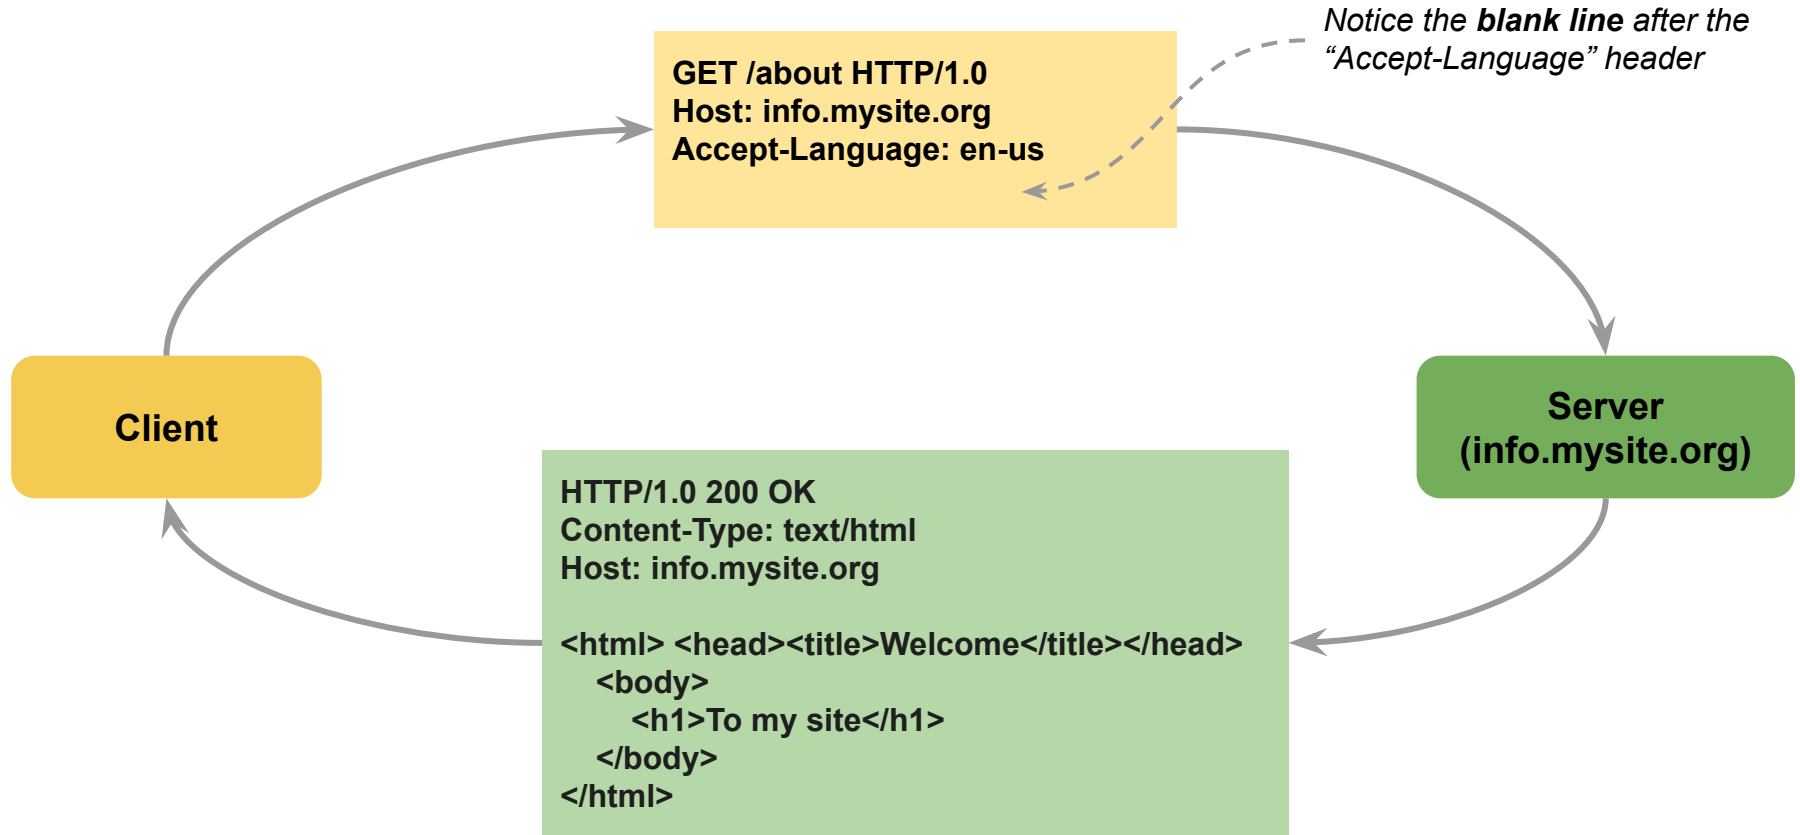 Notice the blank line after the
“Accept-Language” header
GET /about HTTP/1.0
Host: info.mysite.org
Accept-Language: en-us
Client
Server
(info.mysite.org)
HTTP/1.0 200 OK
Content-Type: text/html
Host: info.mysite.org

<html> <head><title>Welcome</title></head>
    <body>
        <h1>To my site</h1>
    </body>
</html>